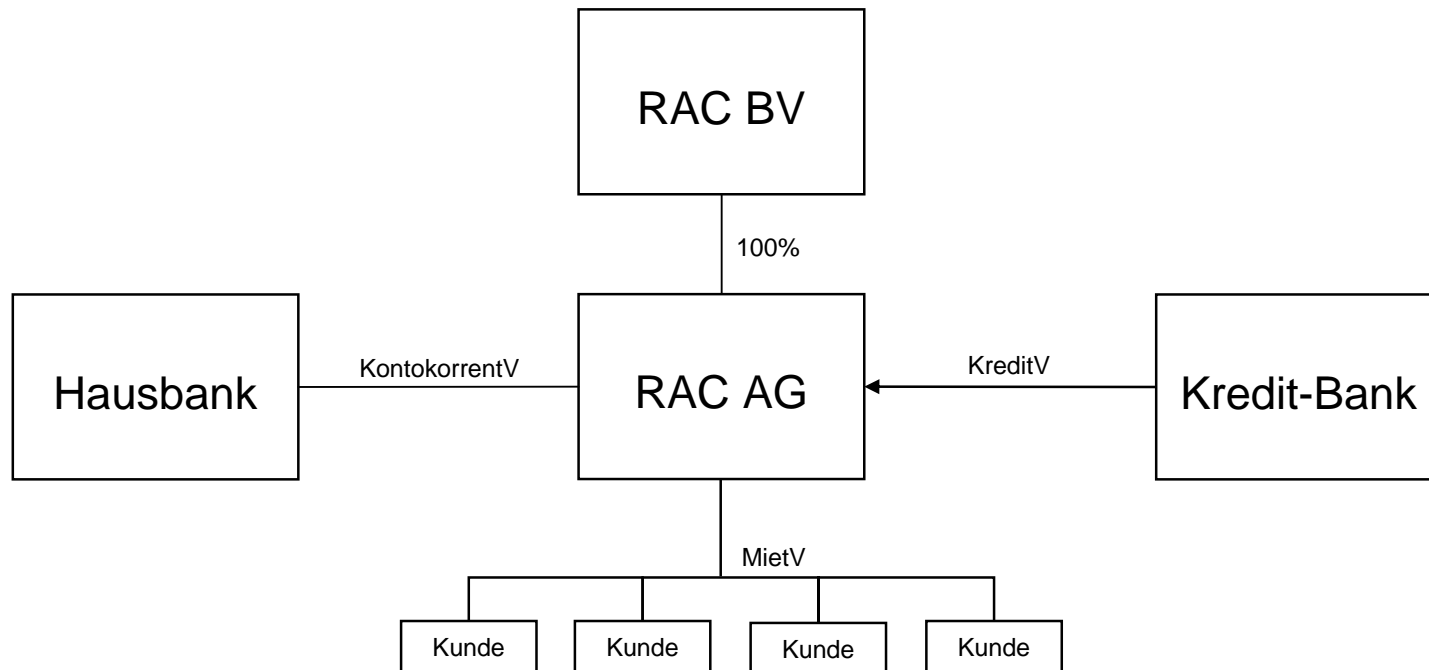 RAC BV
100%
Hausbank
KontokorrentV
RAC AG
KreditV
Kredit-Bank
MietV
Kunde
Kunde
Kunde
Kunde